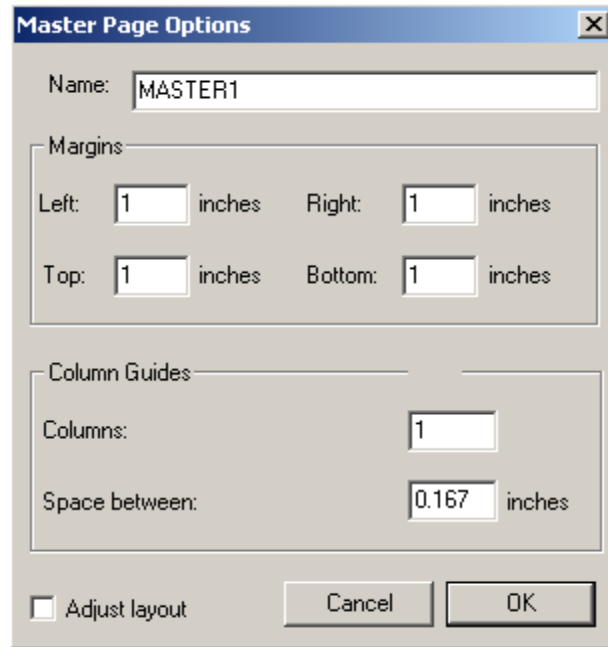 Master Page Options
Name: MASTER1
Margins
Left: 1 inches Right: 1 inches
Top: 1 inches Bottom: 1 inches
Column Guides
Columns: 1
Space between: 0.167 inches
Adjust layout Cancel OK